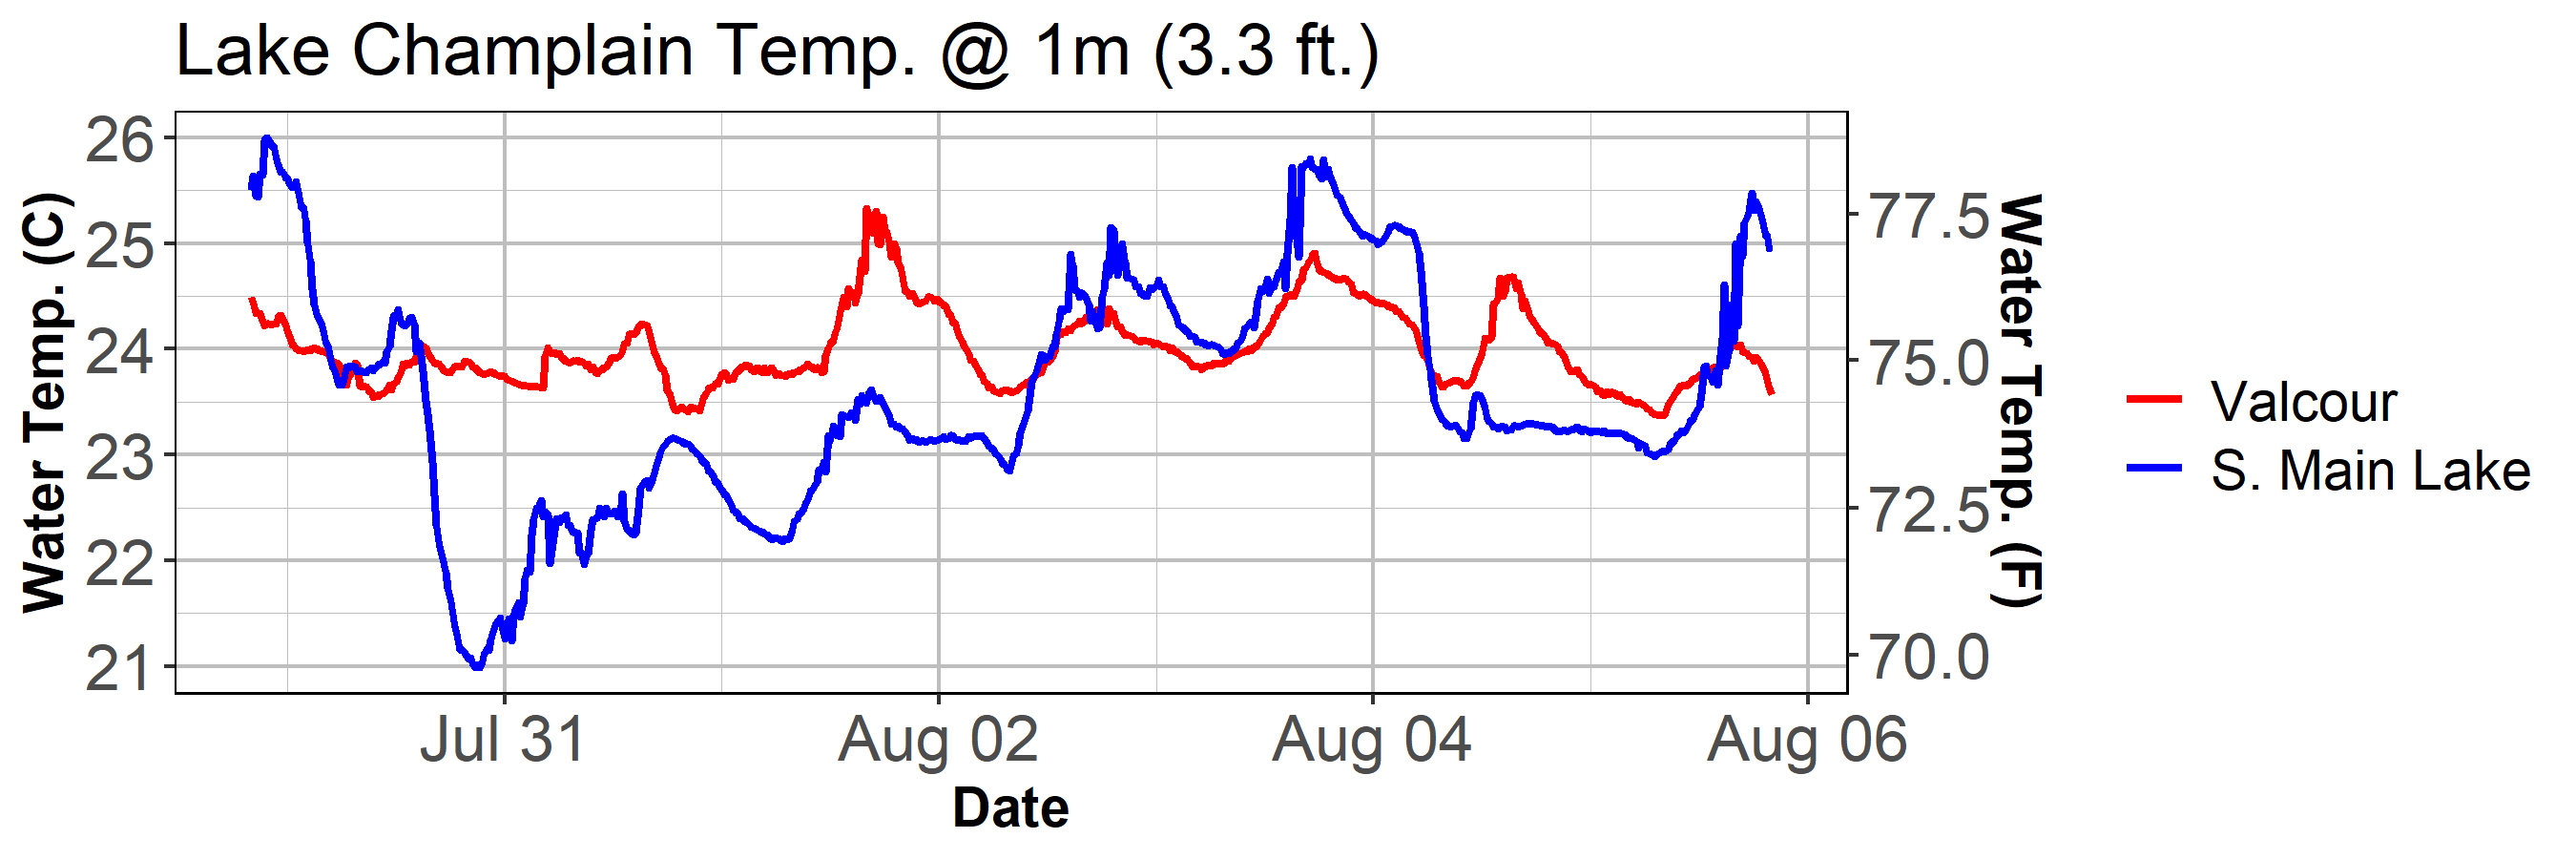 Lake Champlain Temp. @ 1m (3.3 ft.)
Water Temp. (C)
26
25
24
23
22
21
77.5
75.0
72.5
70.0
Water Temp. (F)
Jul 31
Aug 02
Aug 04
Aug 06
Date
Valcour
S. Main Lake